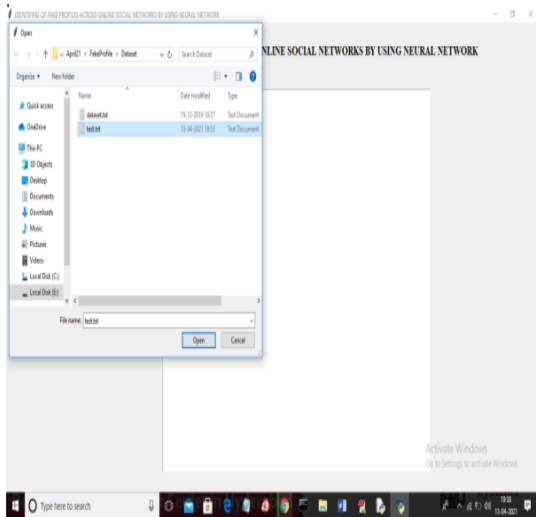 IDENTIFYING OF FAKE PROFILES ACROSS ONLINE SOCIAL NETWORKS BY USING NEURAL NETWORK
Open
« April21 › FakeProfile › Dataset
Search Dataset
NLINE SOCIAL NETWORKS BY USING NEURAL NETWORK
Organize
New folder
Name
Date modified
Type
Quick access
dataset.txt
15-12-2019 18:57
Text Document
OneDrive
test.txt
13-04-2021 18:55
Text Document
This PC
3D Objects
Desktop
Documents
Downloads
Music
Pictures
Videos
Local Disk (C:)
Local Disk (E:)
File name:
test.txt
Open
Cancel
Activate Windows
Go to Settings to activate Windows.
Type here to search
19:38
13-04-2021